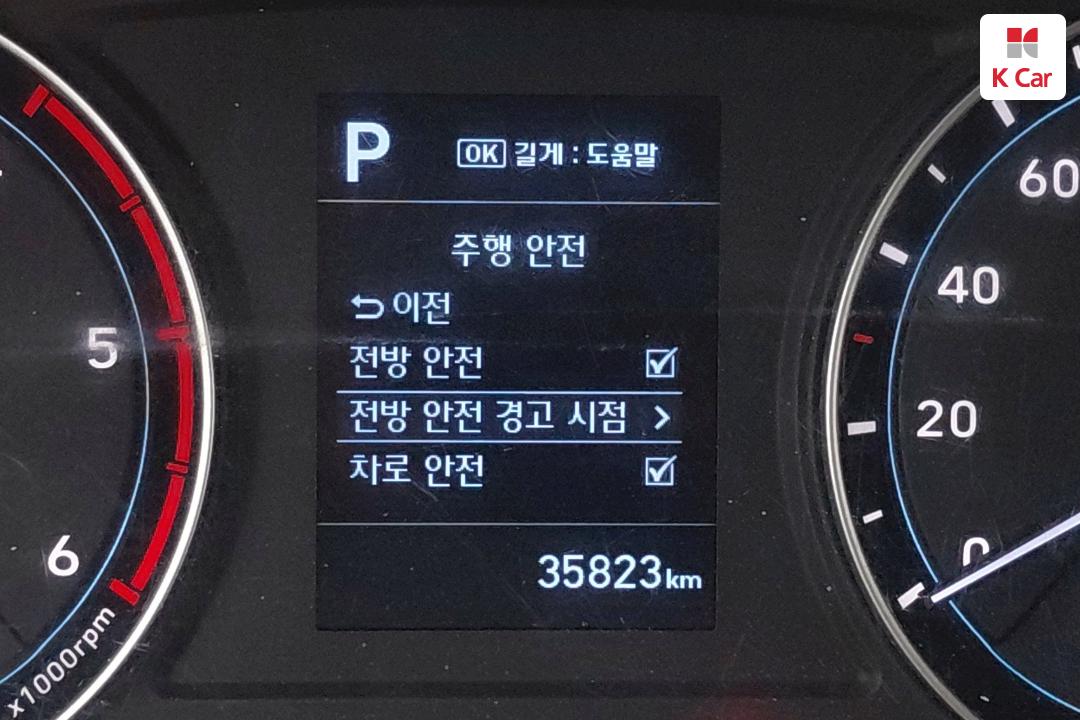 K Car
P
OK 길게 : 도움말
주행 안전
이전
전방 안전
전방 안전 경고 시점 >
차로 안전
35823km
5
6
x1000rpm
60
40
20
0